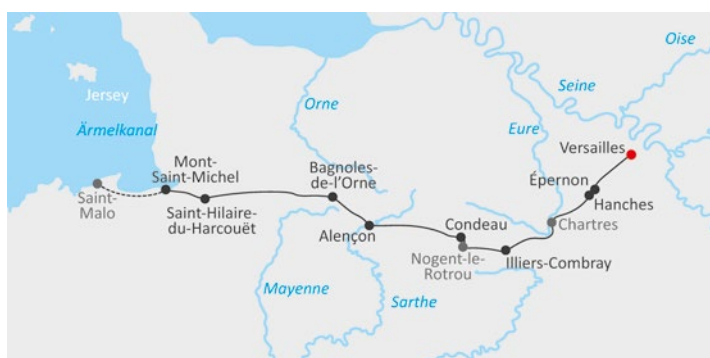 Oise
Seine
Jersey
Orne
Eure
Ärmelkanal
Versailles
Mont-
Saint-Michel
Bagnoles-
de-l'Orne
Épernon
Hanches
Saint-
Malo
Saint-Hilaire-
du-Harcouët
Condeau
Chartres
Alençon
Nogent-le-
Rotrou
Illiers-Combray
Mayenne
Sarthe